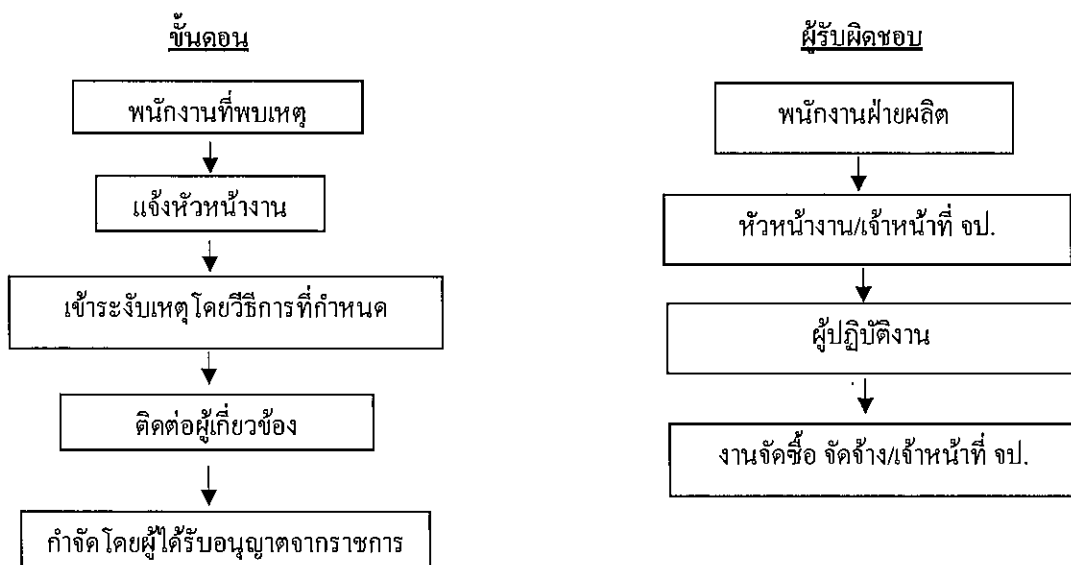 ขั้นตอน
พนักงานที่พบเหตุ
แจ้งหัวหน้างาน
เข้าระงับเหตุโดยวิธีการที่กำหนด
ติดต่อผู้เกี่ยวข้อง
กำจัดโดยผู้ได้รับอนุญาตจากราชการ
ผู้รับผิดชอบ
พนักงานฝ่ายผลิต
หัวหน้างาน/เจ้าหน้าที่ จป.
ผู้ปฏิบัติงาน
งานจัดซื้อ จัดจ้าง/เจ้าหน้าที่ จป.